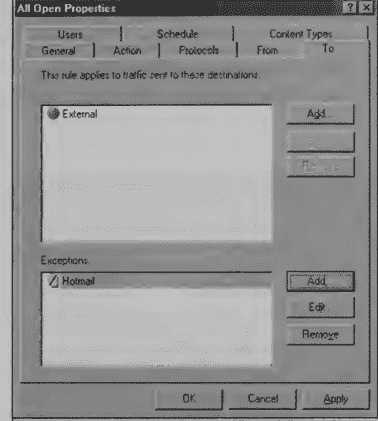 All Open Properties
Users Schedule Content Types
General Action Protocols From To
This rule applies to traffic sent to these destinations:
External
Add...
Remove
Exceptions:
Hotmail
Add...
Edit...
Remove
OK Cancel Apply